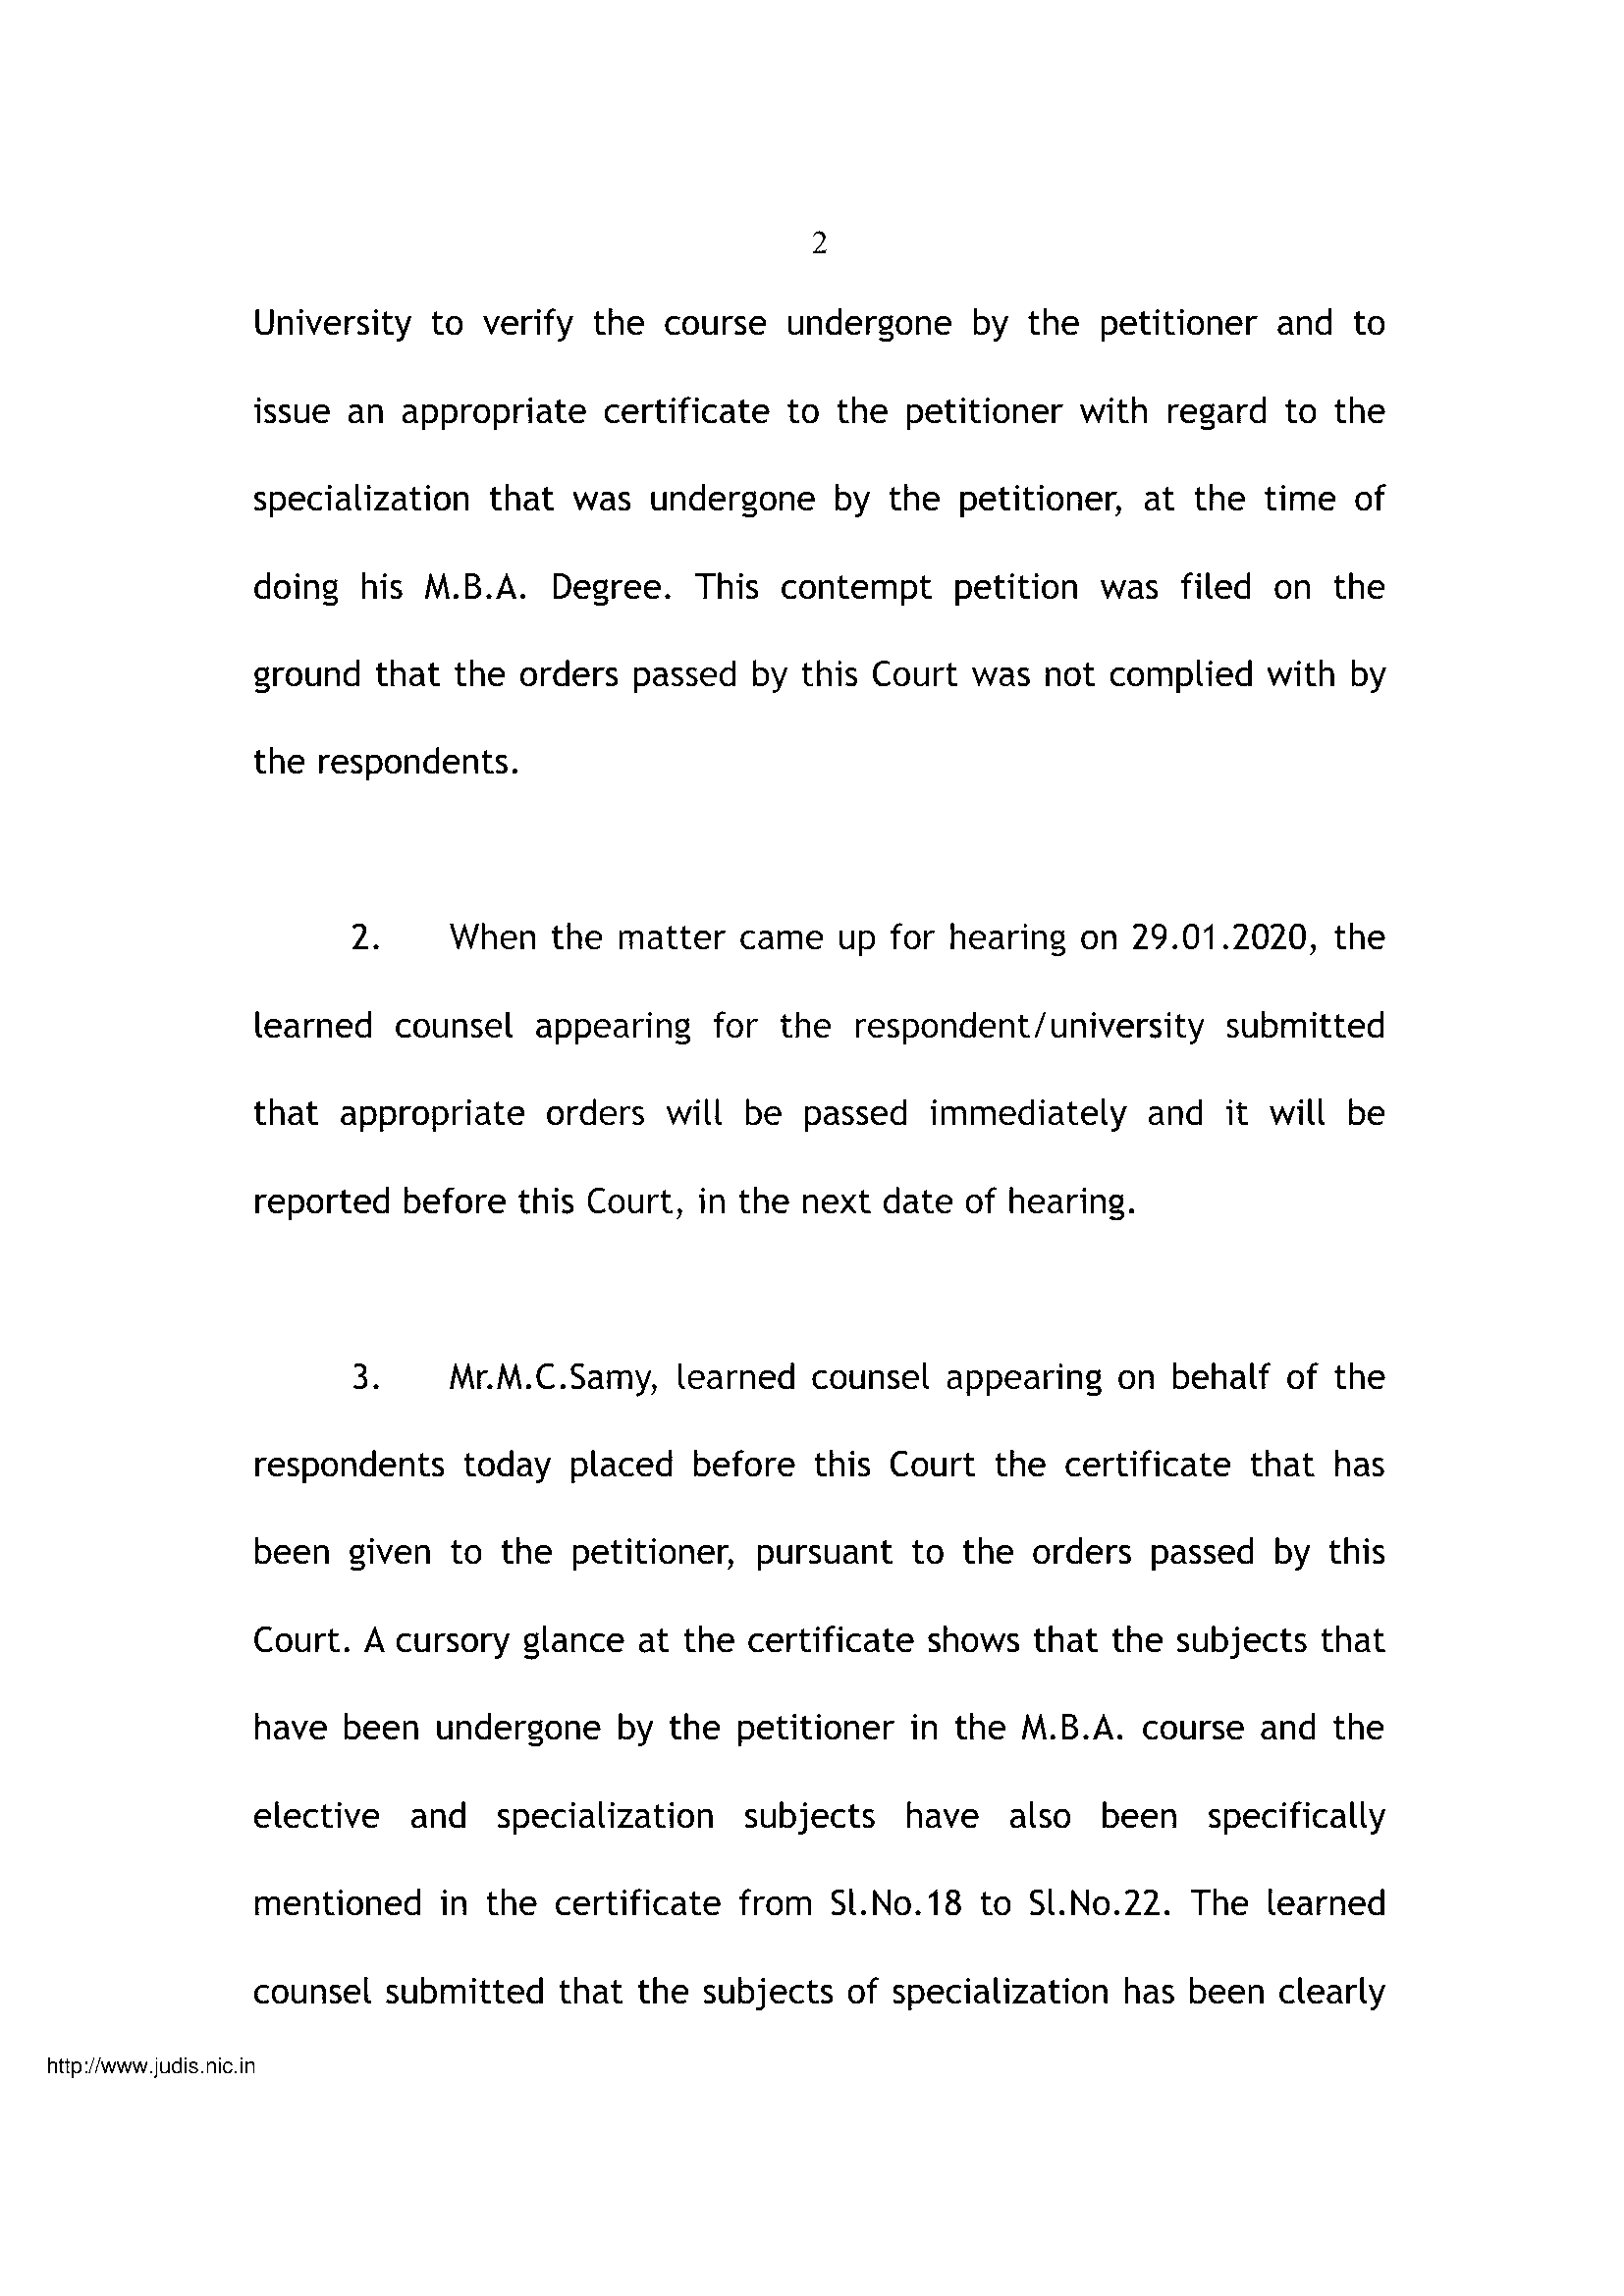 2
University to verify the course undergone by the petitioner and to
issue an appropriate certificate to the petitioner with regard to the
specialization that was undergone by the petitioner, at the time of
doing his M.B.A. Degree. This contempt petition was filed on the
ground that the orders passed by this Court was not complied with by
the respondents.
2. When the matter came up for hearing on 29.01.2020, the
learned counsel appearing for the respondent/university submitted
that appropriate orders will be passed immediately and it will be
reported before this Court, in the next date of hearing.
3. Mr.M.C.Samy, learned counsel appearing on behalf of the
respondents today placed before this Court the certificate that has
been given to the petitioner, pursuant to the orders passed by this
Court. A cursory glance at the certificate shows that the subjects that
have been undergone by the petitioner in the M.B.A. course and the
elective and specialization subjects have also been specifically
mentioned in the certificate from Sl.No.18 to Sl.No.22. The learned
counsel submitted that the subjects of specialization has been clearly
http://www.judis.nic.in